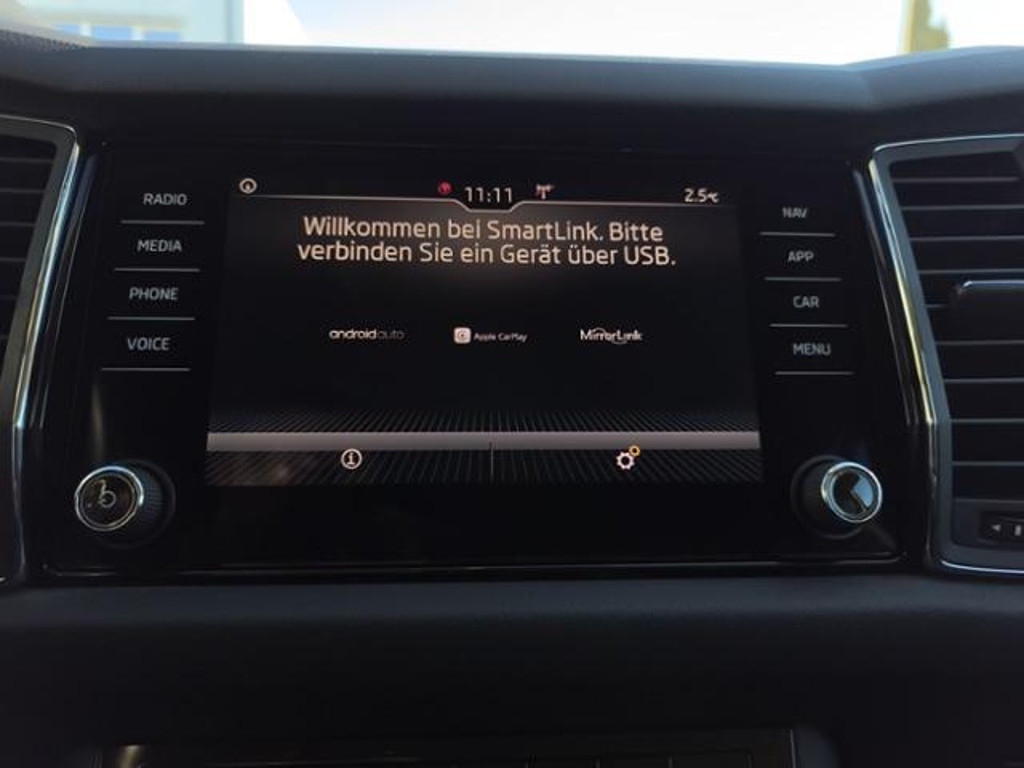 11:11
2.5°C
Willkommen bei SmartLink. Bitte
verbinden Sie ein Gerät über USB.
androidauto
Apple CarPlay
MirrorLink
RADIO
MEDIA
PHONE
VOICE
NAV
APP
CAR
MENU